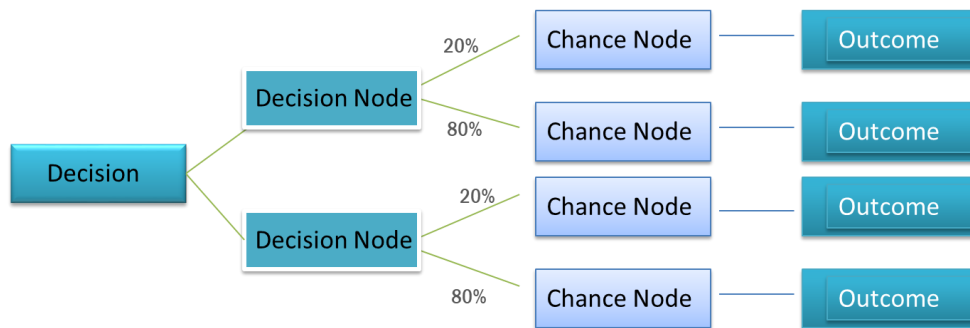 20%
Chance Node
Outcome
Decision Node
80%
Chance Node
Outcome
Decision
20%
Chance Node
Outcome
Decision Node
80%
Chance Node
Outcome